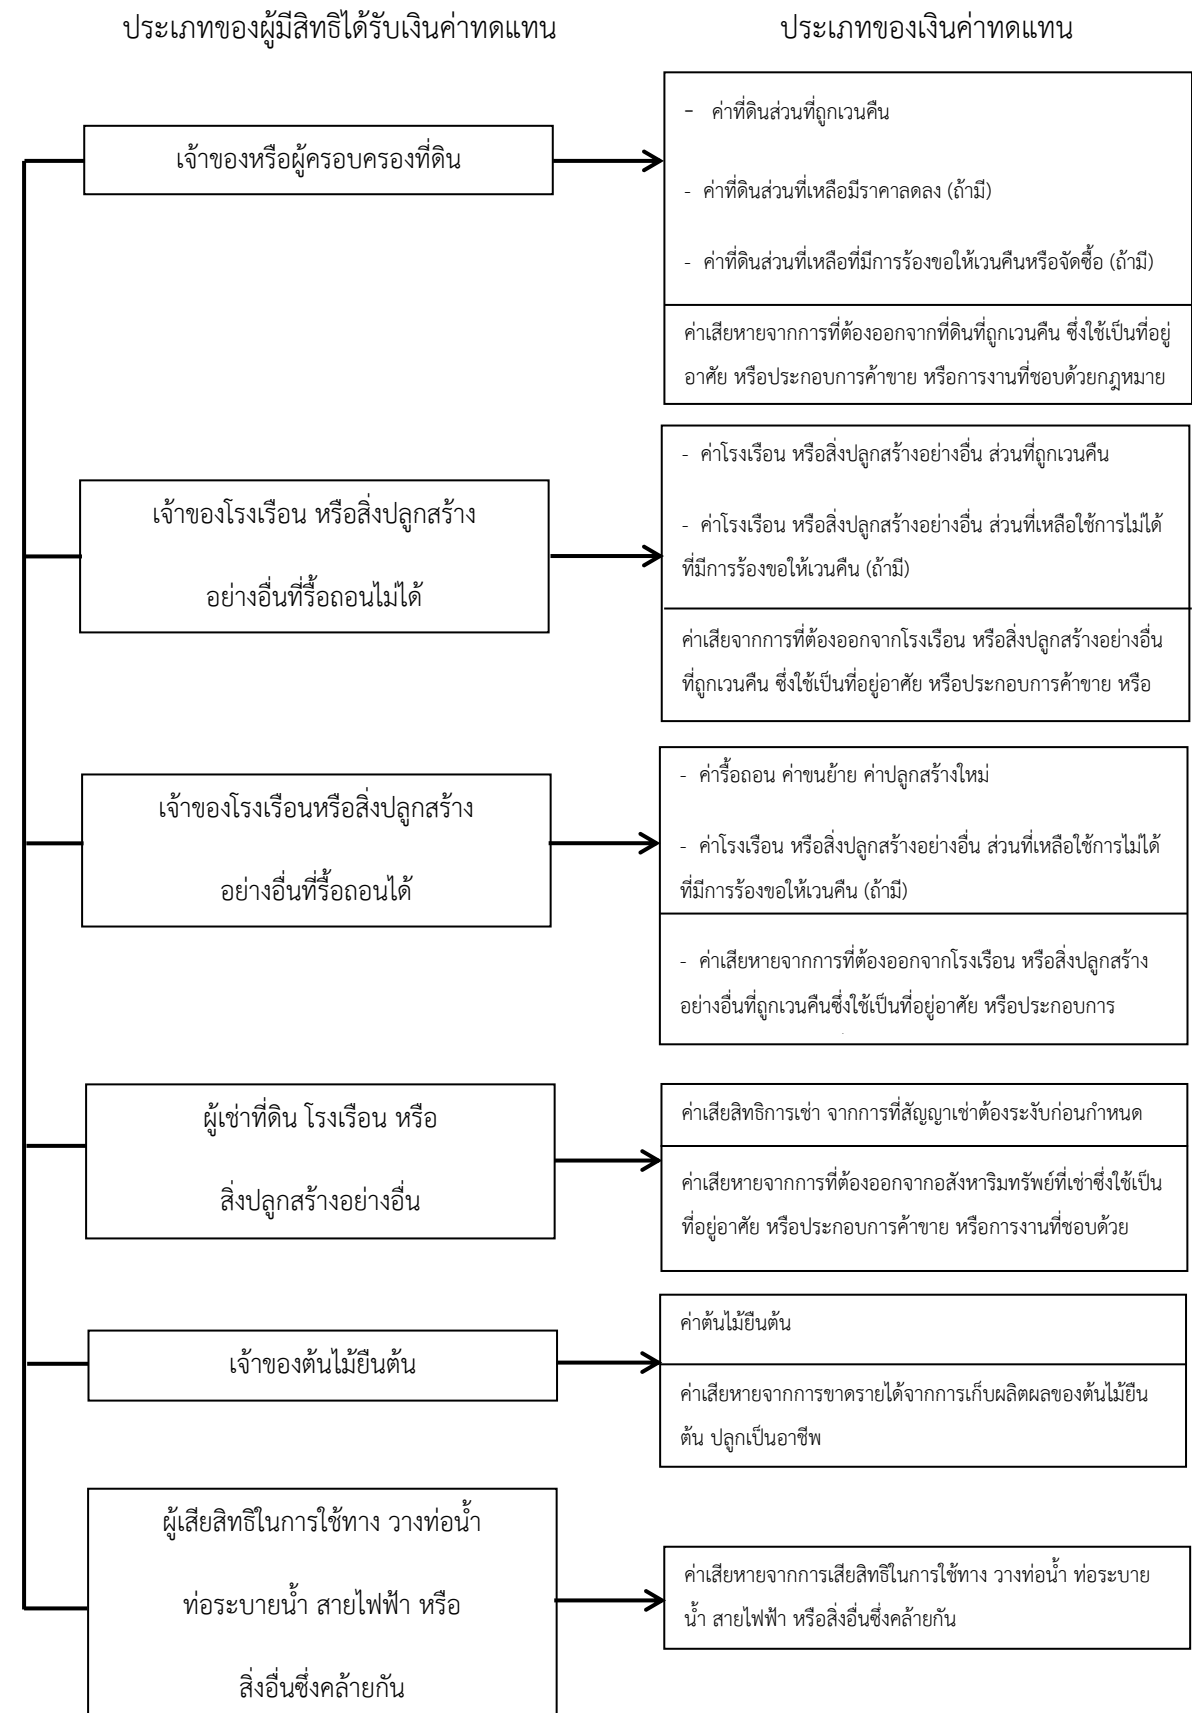 ประเภทของผู้มีสิทธิได้รับเงินค่าทดแทน
ประเภทของเงินค่าทดแทน
เจ้าของหรือผู้ครอบครองที่ดิน
- ค่าที่ดินส่วนที่ถูกเวนคืน
- ค่าที่ดินส่วนที่เหลือมีราคาลดลง (ถ้ามี)
- ค่าที่ดินส่วนที่เหลือที่มีการร้องขอให้เวนคืนหรือจัดซื้อ (ถ้ามี)
ค่าเสียหายจากการที่ต้องออกจากที่ดินที่ถูกเวนคืน ซึ่งใช้เป็นที่อยู่
อาศัย หรือประกอบการค้าขาย หรือการงานที่ชอบด้วยกฎหมาย
เจ้าของโรงเรือน หรือสิ่งปลูกสร้าง
อย่างอื่นที่รื้อถอนไม่ได้
- ค่าโรงเรือน หรือสิ่งปลูกสร้างอย่างอื่น ส่วนที่ถูกเวนคืน
- ค่าโรงเรือน หรือสิ่งปลูกสร้างอย่างอื่น ส่วนที่เหลือใช้การไม่ได้
ที่มีการร้องขอให้เวนคืน (ถ้ามี)
ค่าเสียจากการที่ต้องออกจากโรงเรือน หรือสิ่งปลูกสร้างอย่างอื่น
ที่ถูกเวนคืน ซึ่งใช้เป็นที่อยู่อาศัย หรือประกอบการค้าขาย หรือ
เจ้าของโรงเรือนหรือสิ่งปลูกสร้าง
อย่างอื่นที่รื้อถอนได้
- ค่ารื้อถอน ค่าขนย้าย ค่าปลูกสร้างใหม่
- ค่าโรงเรือน หรือสิ่งปลูกสร้างอย่างอื่น ส่วนที่เหลือใช้การไม่ได้
ที่มีการร้องขอให้เวนคืน (ถ้ามี)
- ค่าเสียหายจากการที่ต้องออกจากโรงเรือน หรือสิ่งปลูกสร้าง
อย่างอื่นที่ถูกเวนคืนซึ่งใช้เป็นที่อยู่อาศัย หรือประกอบการ
ผู้เช่าที่ดิน โรงเรือน หรือ
สิ่งปลูกสร้างอย่างอื่น
ค่าเสียสิทธิการเช่า จากการที่สัญญาเช่าต้องระงับก่อนกำหนด
ค่าเสียหายจากการที่ต้องออกจากอสังหาริมทรัพย์ที่เช่าซึ่งใช้เป็น
ที่อยู่อาศัย หรือประกอบการค้าขาย หรือการงานที่ชอบด้วย
เจ้าของต้นไม้ยืนต้น
ค่าต้นไม้ยืนต้น
ค่าเสียหายจากการขาดรายได้จากการเก็บผลิตผลของต้นไม้ยืน
ต้น ปลูกเป็นอาชีพ
ผู้เสียสิทธิในการใช้ทาง วางท่อน้ำ
ท่อระบายน้ำ สายไฟฟ้า หรือ
สิ่งอื่นซึ่งคล้ายกัน
ค่าเสียหายจากการเสียสิทธิในการใช้ทาง วางท่อน้ำ ท่อระบาย
น้ำ สายไฟฟ้า หรือสิ่งอื่นซึ่งคล้ายกัน